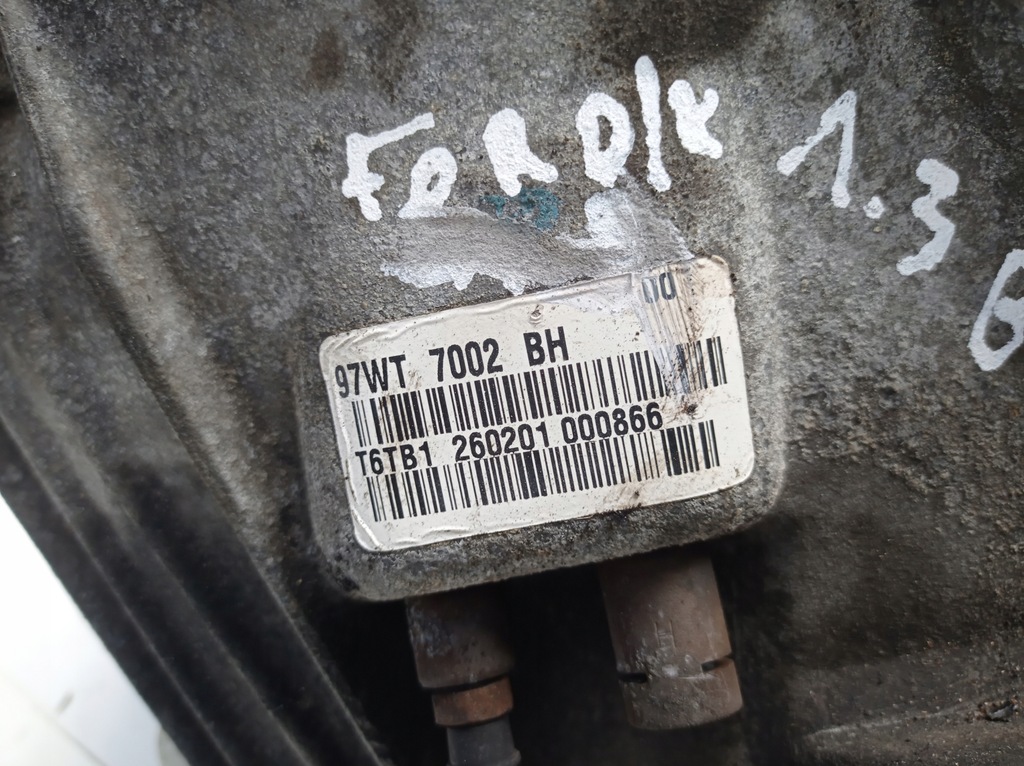 FORD/K 1.3
00
97WT 7002 BH
T6TB1 260201 000866